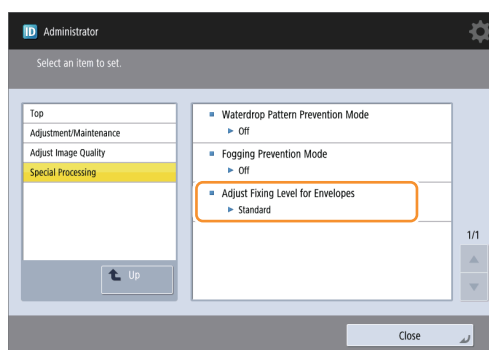 ID Administrator
Select an item to set.
Top
Adjustment/Maintenance
Adjust Image Quality
Special Processing
Up
Waterdrop Pattern Prevention Mode
Off
Fogging Prevention Mode
Off
Adjust Fixing Level for Envelopes
Standard
1/1
Close